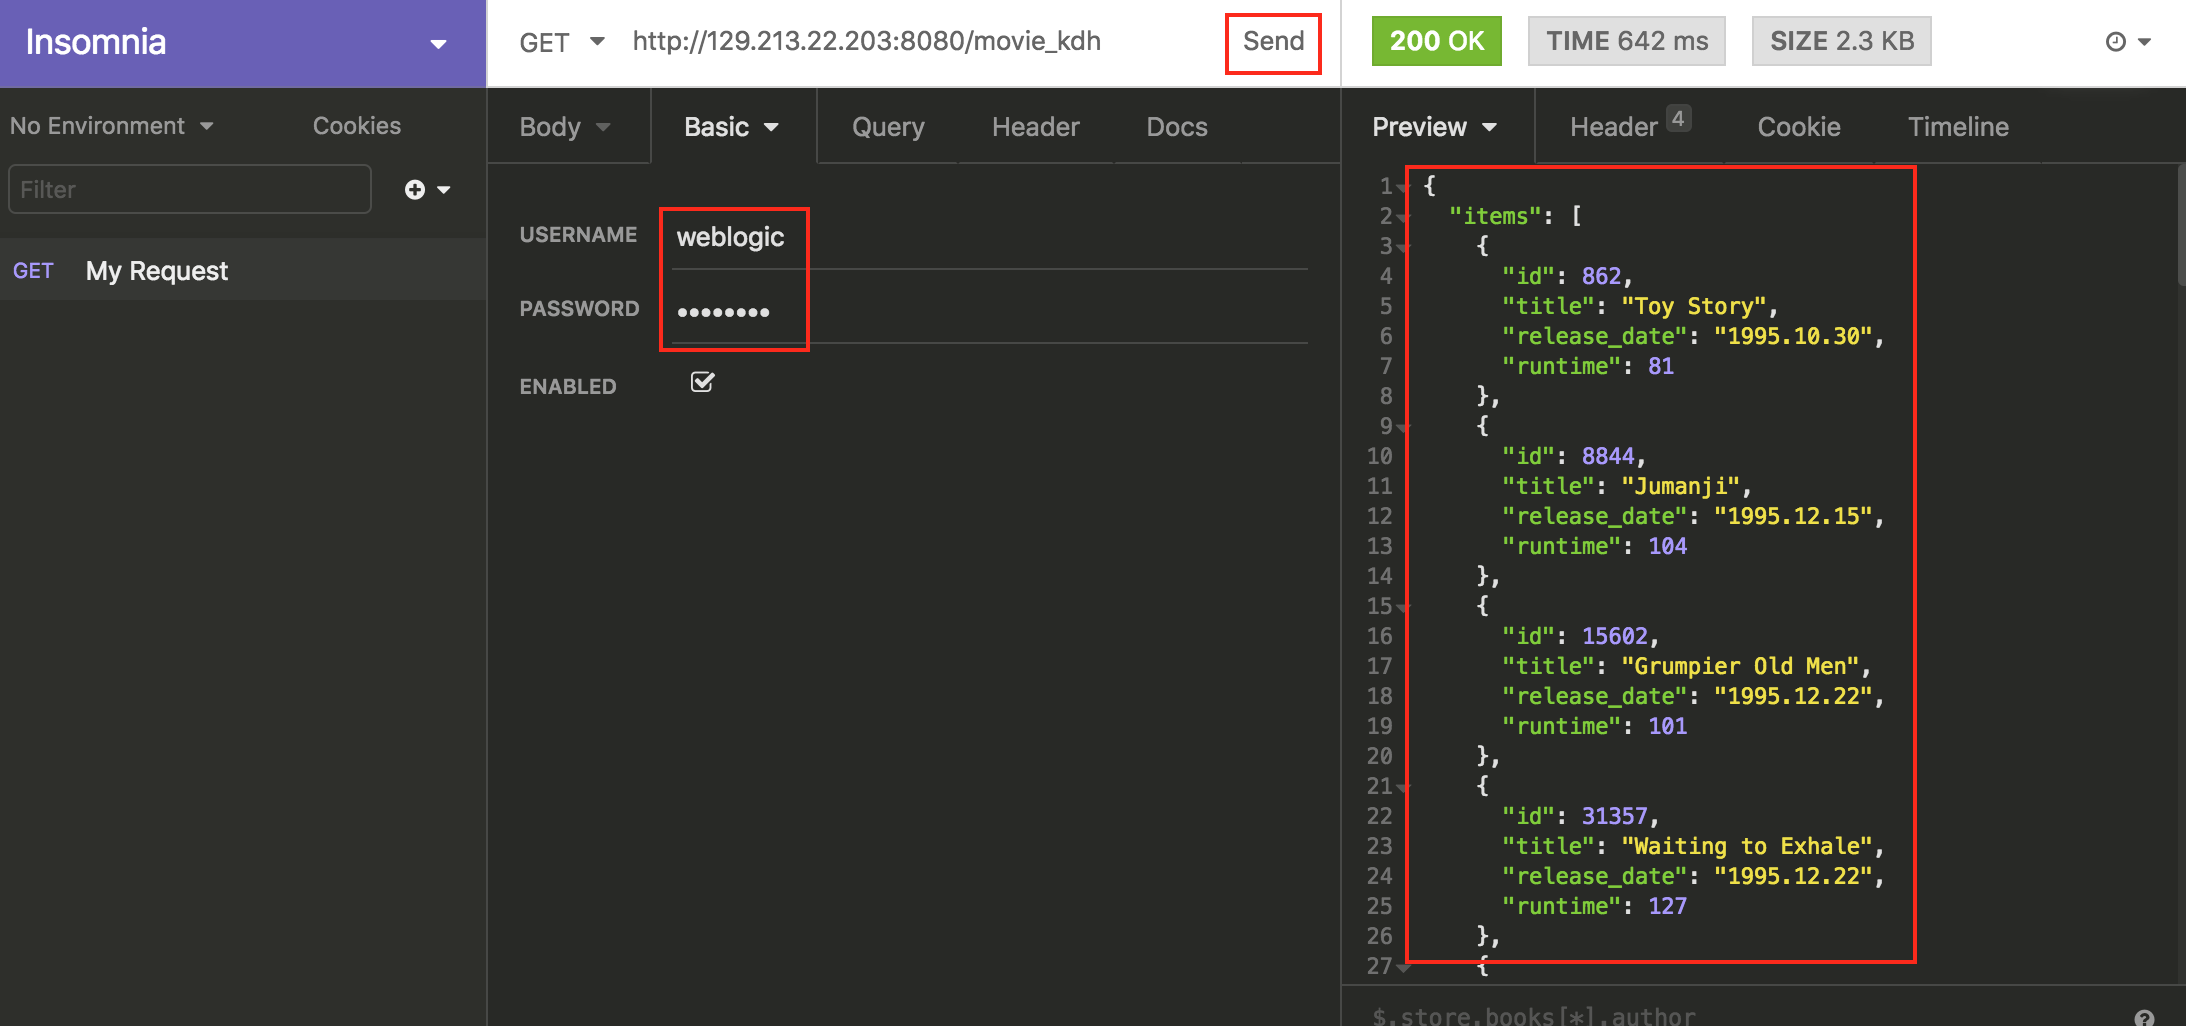 Insomnia
GET http://129.213.22.203:8080/movie_kdh Send
200 OK TIME 642 ms SIZE 2.3 KB
No Environment Cookies
Filter
GET My Request
Body Basic Query Header Docs
USERNAME weblogic
PASSWORD ••••••••
ENABLED
Preview Header 4 Cookie Timeline
1 {
2 "items": [
3 {
4 "id": 862,
5 "title": "Toy Story",
6 "release_date": "1995.10.30",
7 "runtime": 81
8 },
9 {
10 "id": 8844,
11 "title": "Jumanji",
12 "release_date": "1995.12.15",
13 "runtime": 104
14 },
15 {
16 "id": 15602,
17 "title": "Grumpier Old Men",
18 "release_date": "1995.12.22",
19 "runtime": 101
20 },
21 {
22 "id": 31357,
23 "title": "Waiting to Exhale",
24 "release_date": "1995.12.22",
25 "runtime": 127
26 },
27 {
$.store.books[*].author